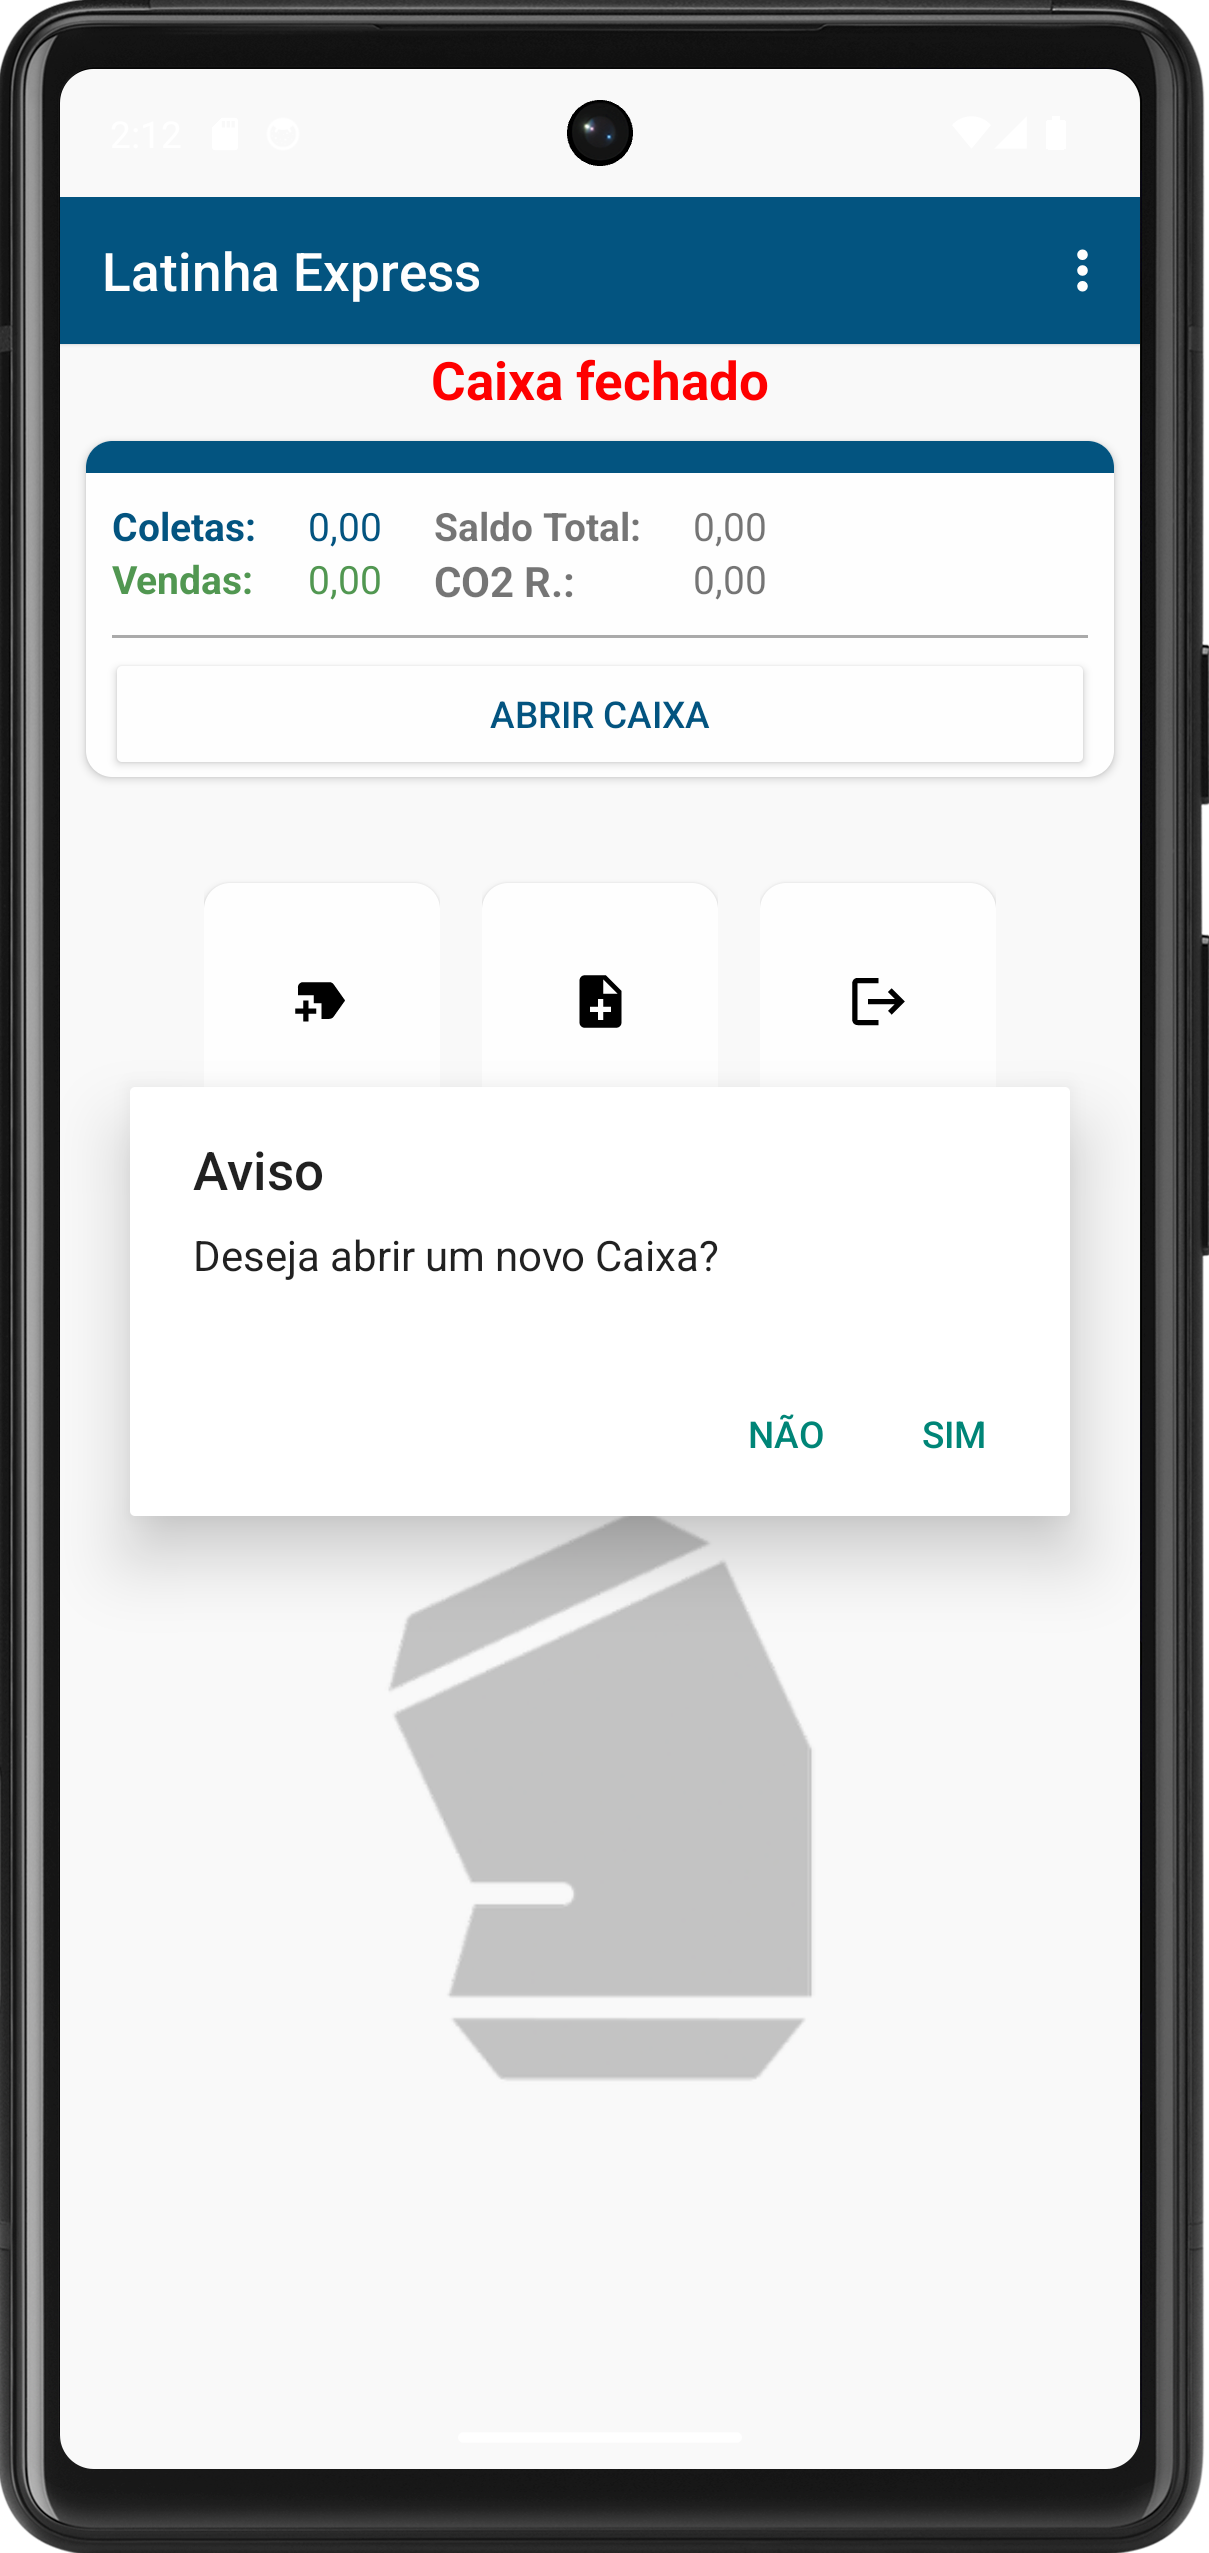 2:12
Latinha Express
Caixa fechado
Coletas: 0,00 Saldo Total: 0,00
Vendas: 0,00 CO2 R.: 0,00
ABRIR CAIXA
Aviso
Deseja abrir um novo Caixa?
NÃO SIM